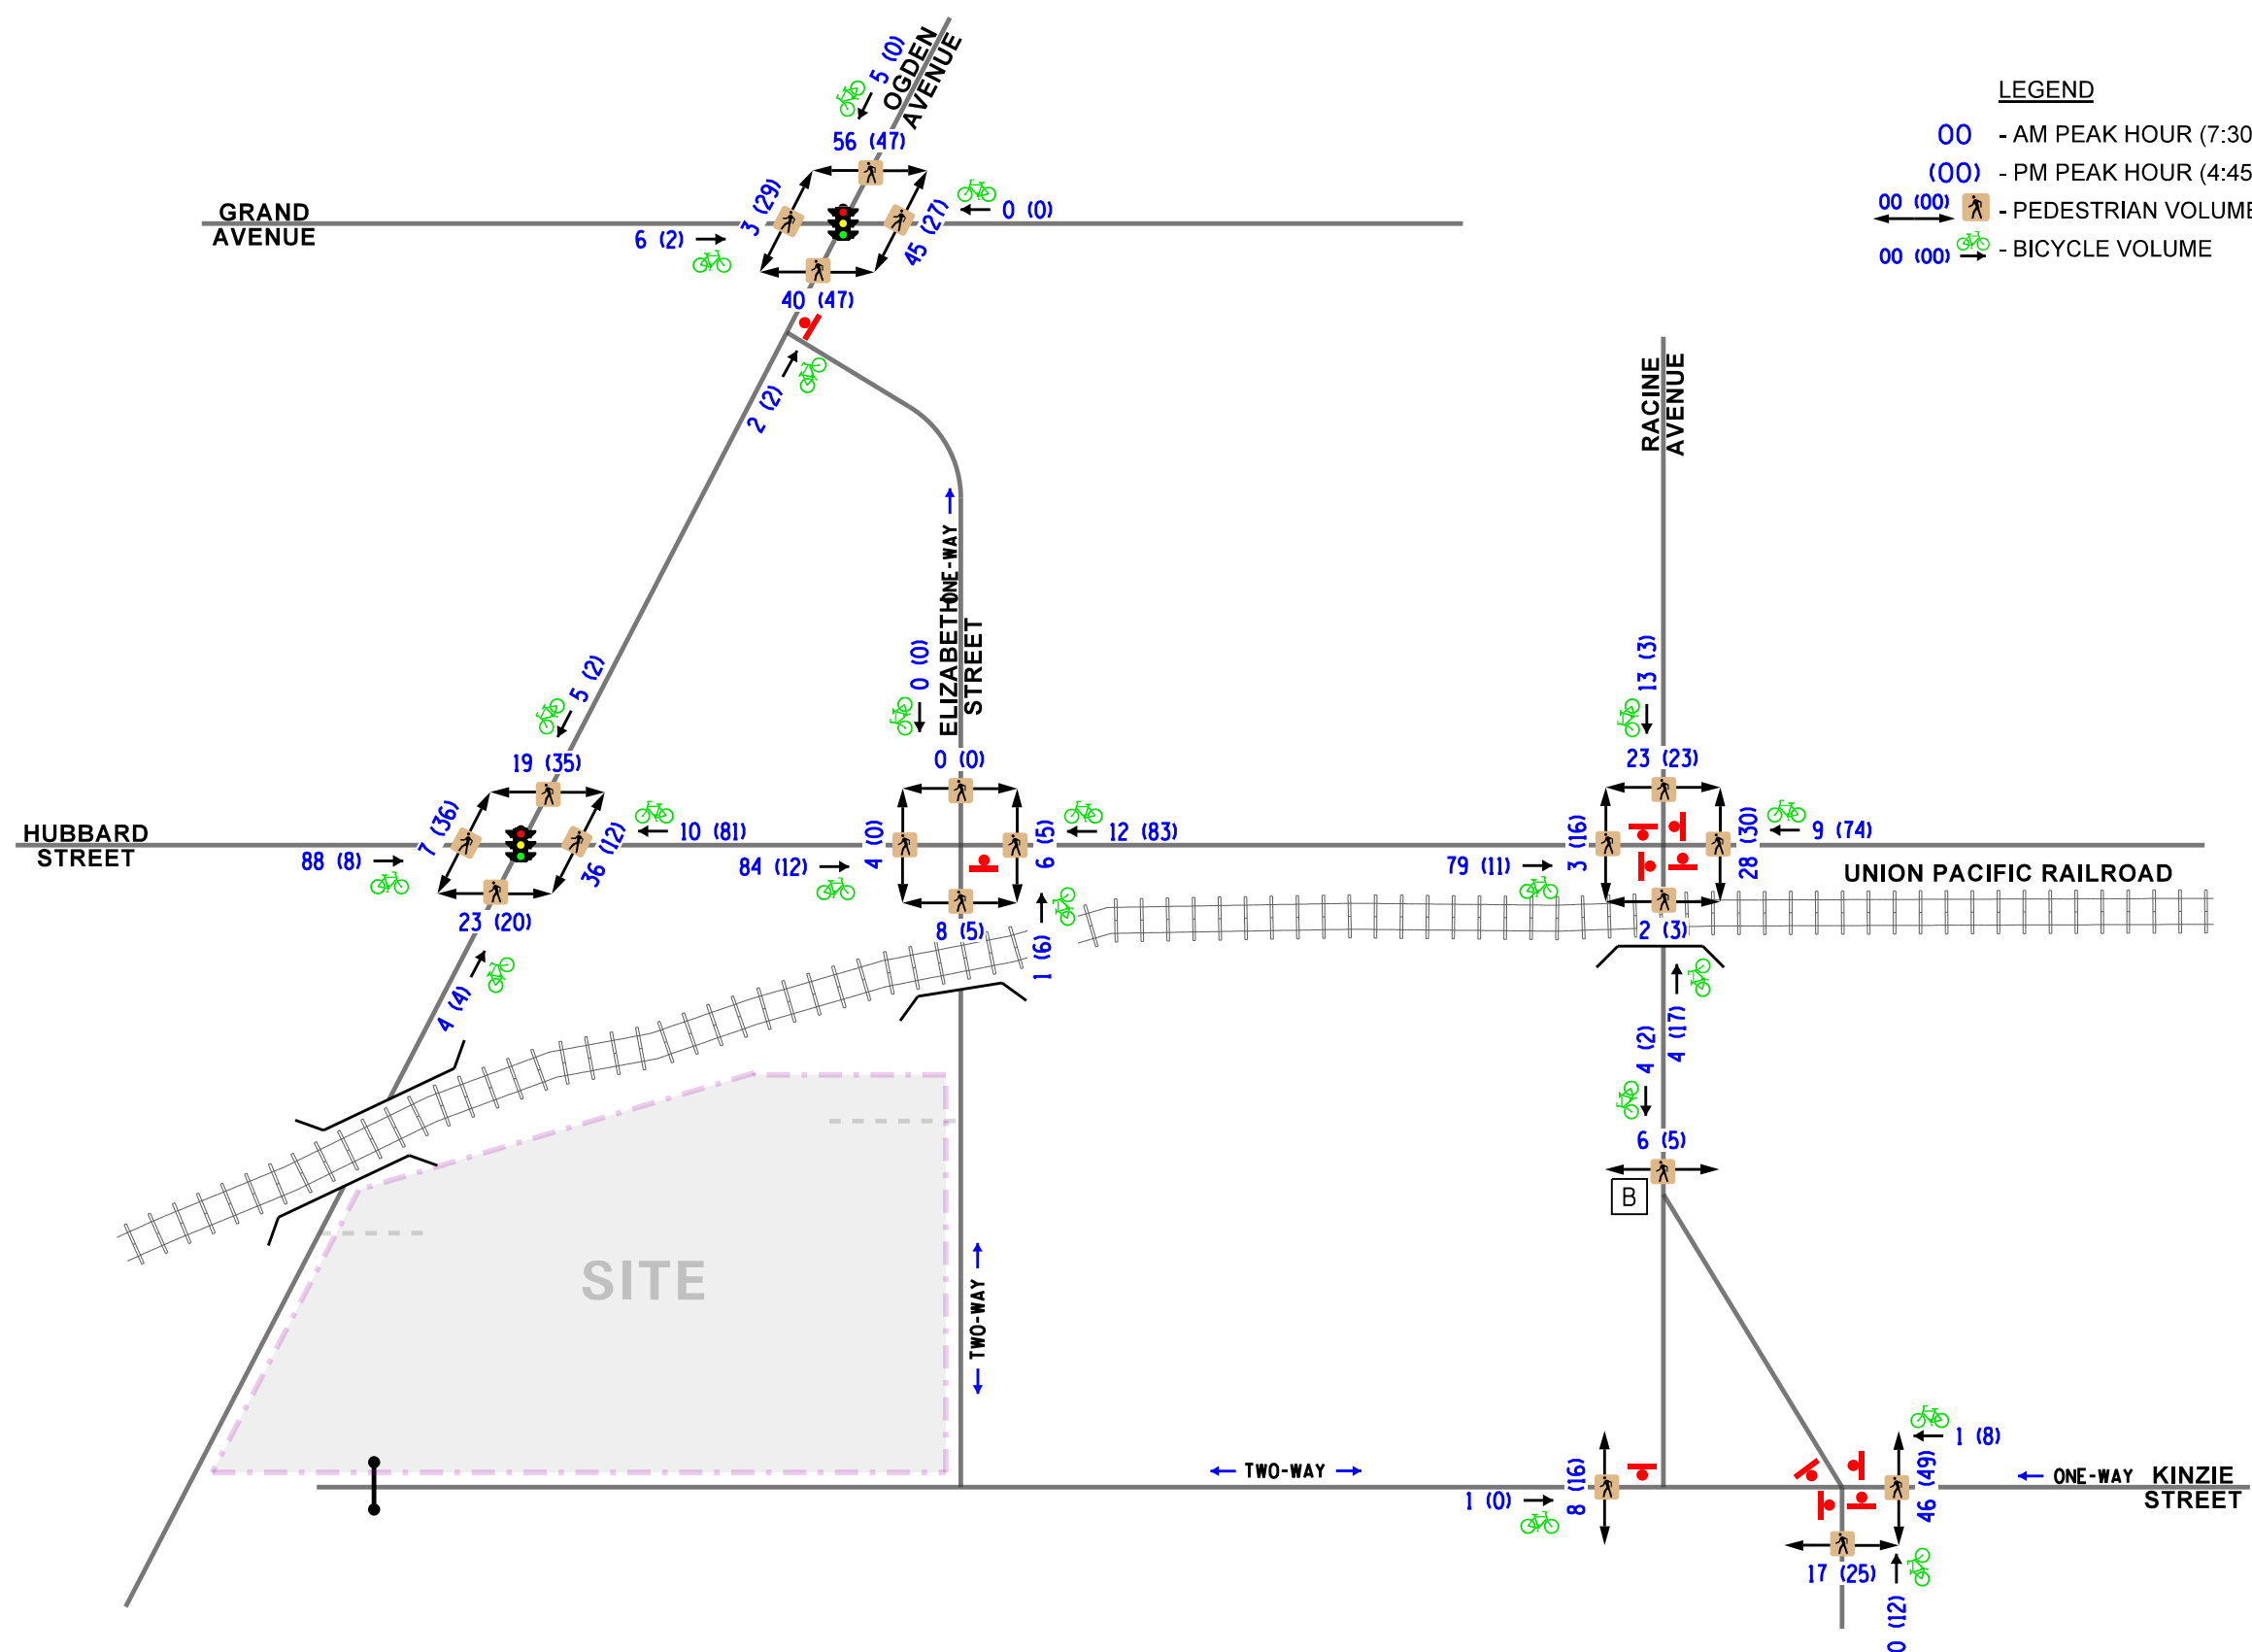 OGDEN
AVENUE
5 (0)
56 (47)
LEGEND
00 - AM PEAK HOUR (7:30
(00) - PM PEAK HOUR (4:45
00 (00) - PEDESTRIAN VOLUME
00 (00) - BICYCLE VOLUME
GRAND
AVENUE
3 (29)
45 (27)
0 (0)
6 (2)
40 (47)
2 (2)
RACINE
AVENUE
ONE-WAY
ELIZABETH
STREET
5 (2)
0 (0)
13 (3)
19 (35)
0 (0)
23 (23)
HUBBARD
STREET
7 (36)
36 (12)
10 (81)
88 (8)
84 (12)
4 (0)
6 (5)
12 (83)
79 (11)
3 (16)
28 (30)
9 (74)
UNION PACIFIC RAILROAD
23 (20)
8 (5)
2 (3)
4 (4)
1 (6)
4 (2)
4 (17)
6 (5)
B
SITE
TWO-WAY
TWO-WAY
1 (0)
8 (16)
1 (8)
46 (49)
ONE-WAY
KINZIE
STREET
17 (25)
0 (12)